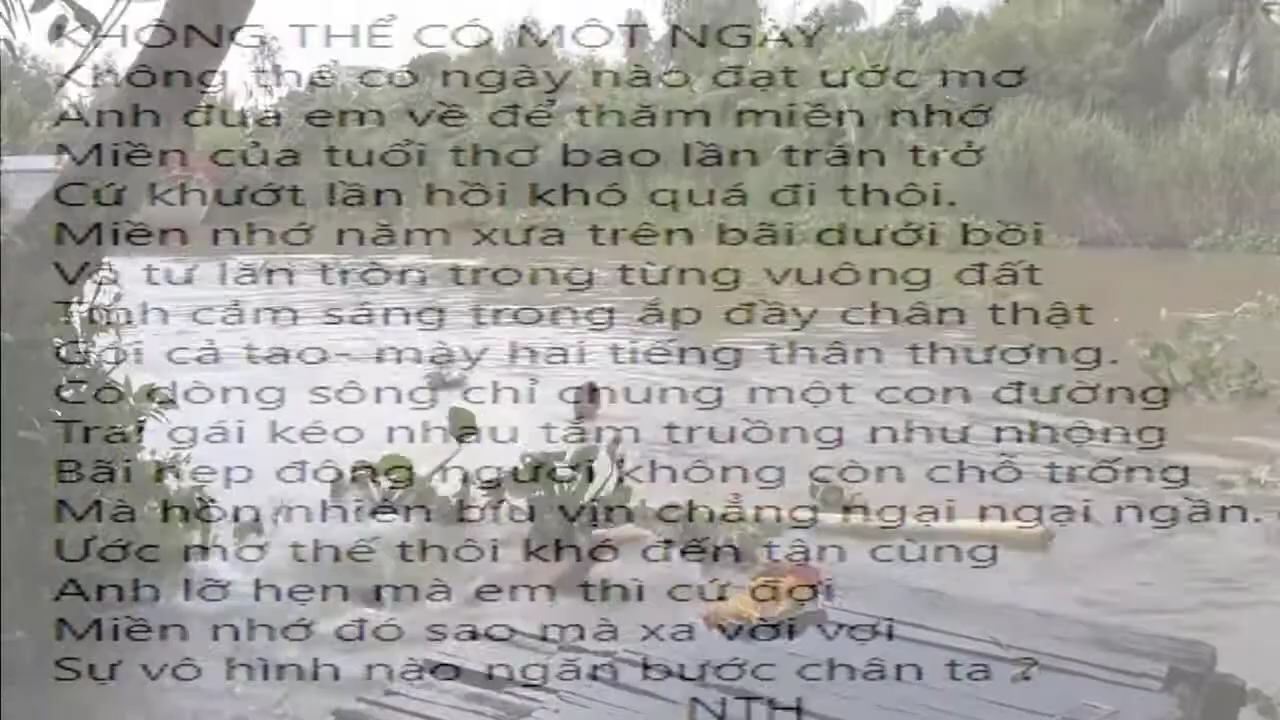 KHÔNG THỂ CÓ MỘT NGÀY
Không thể có ngày nào đạt ước mơ
Anh đưa em về để thăm miền nhớ
Miền của tuổi thơ bao lần trăn trở
Cứ khướt lần hồi khó quá đi thôi.
Miền nhớ nằm xưa trên bãi dưới bồi
Vô tư lăn tròn trong từng vuông đất
Tình cảm sáng trong ắp đầy chân thật
Gọi cả tao- mày hai tiếng thân thương.
Có dòng sông chỉ chung một con đường
Trai gái kéo nhau tắm truồng như nhộng
Bãi hẹp đông người không còn chỗ trống
Mà hồn nhiên bíu vịn chẳng ngại ngại ngần.
Ước mơ thế thôi khó đến tận cùng
Anh lỡ hẹn mà em thì cứ đợi
Miền nhớ đó sao mà xa vời vợi
Sự vô hình nào ngăn bước chân ta ?
NTH